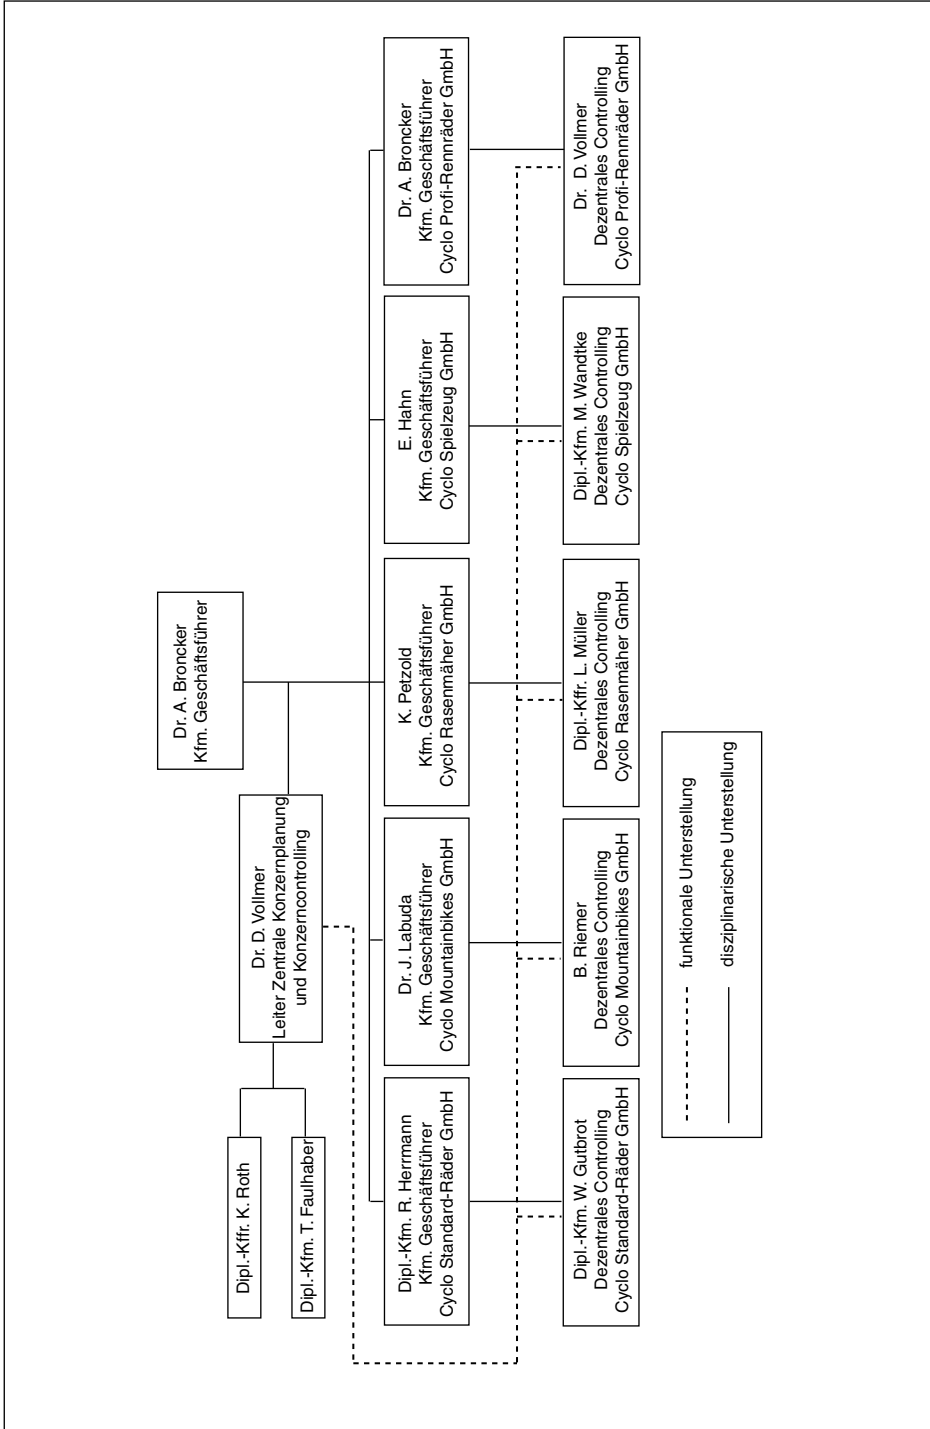 Dr. A. Broncker
Kfm. Geschäftsführer
Dr. D. Vollmer
Leiter Zentrale Konzernplanung
und Konzerncontrolling
Dipl.-Kffr. K. Roth
Dipl.-Kfm. T. Faulhaber
Dipl.-Kfm. R. Herrmann
Kfm. Geschäftsführer
Cyclo Standard-Räder GmbH
Dr. J. Labuda
Kfm. Geschäftsführer
Cyclo Mountainbikes GmbH
K. Petzold
Kfm. Geschäftsführer
Cyclo Rasenmäher GmbH
E. Hahn
Kfm. Geschäftsführer
Cyclo Spielzeug GmbH
Dr. A. Broncker
Kfm. Geschäftsführer
Cyclo Profi-Rennräder GmbH
Dipl.-Kfm. W. Gutbrot
Dezentrales Controlling
Cyclo Standard-Räder GmbH
B. Riemer
Dezentrales Controlling
Cyclo Mountainbikes GmbH
Dipl.-Kffr. L. Müller
Dezentrales Controlling
Cyclo Rasenmäher GmbH
Dipl.-Kfm. M. Wandtke
Dezentrales Controlling
Cyclo Spielzeug GmbH
Dr. D. Vollmer
Dezentrales Controlling
Cyclo Profi-Rennräder GmbH
funktionale Unterstellung
disziplinarische Unterstellung